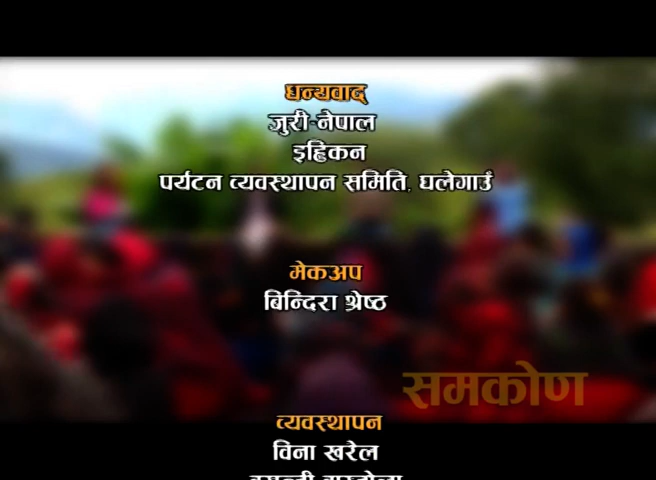 धन्यवाद्
जुरी-नेपाल
इह्रिकन
पर्यटन व्यवस्थापन समिति, घलेगाउँ
मेकअप
बिन्दिरा श्रेष्ठ
समकोण
व्यवस्थापन
विना खरेल